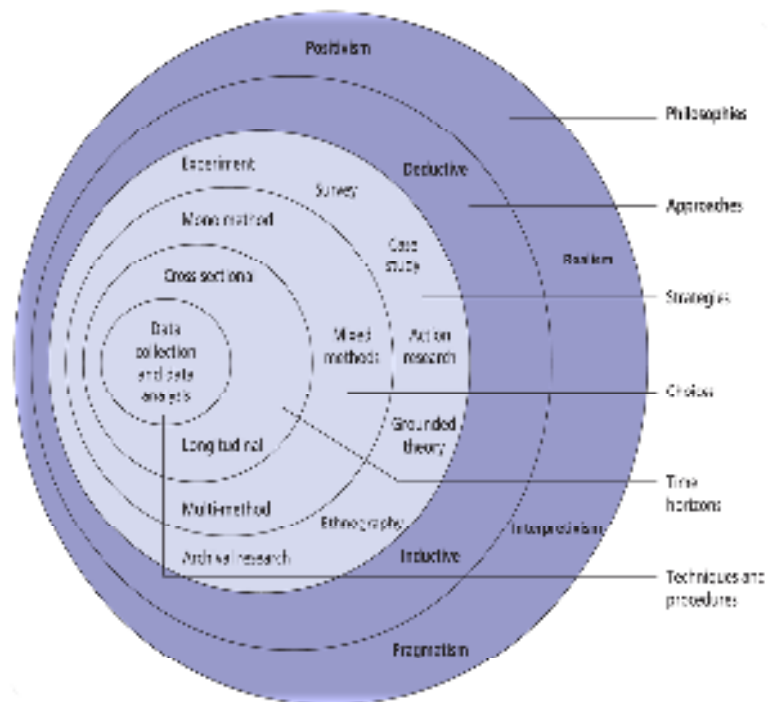 Positivism
Philosophies
Experiment
Survey
Deductive
Mono method
Approaches
Case
study
Realism
Cross sectional
Strategies
Data
collection
and data
analysis
Mixed
methods
Action
research
Choices
Grounded
theory
Longitudinal
Time
horizons
Multi-method
Ethnography
Interpretivism
Archival research
Inductive
Techniques and
procedures
Pragmatism